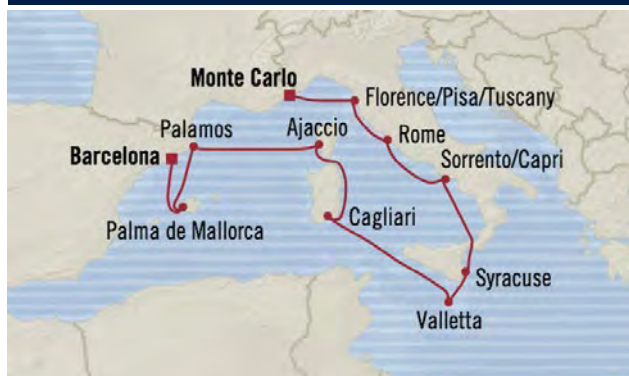 Monte Carlo
Florence/Pisa/Tuscany
Palamos
Ajaccio
Rome
Barcelona
Sorrento/Capri
Palma de Mallorca
Cagliari
Syracuse
Valletta